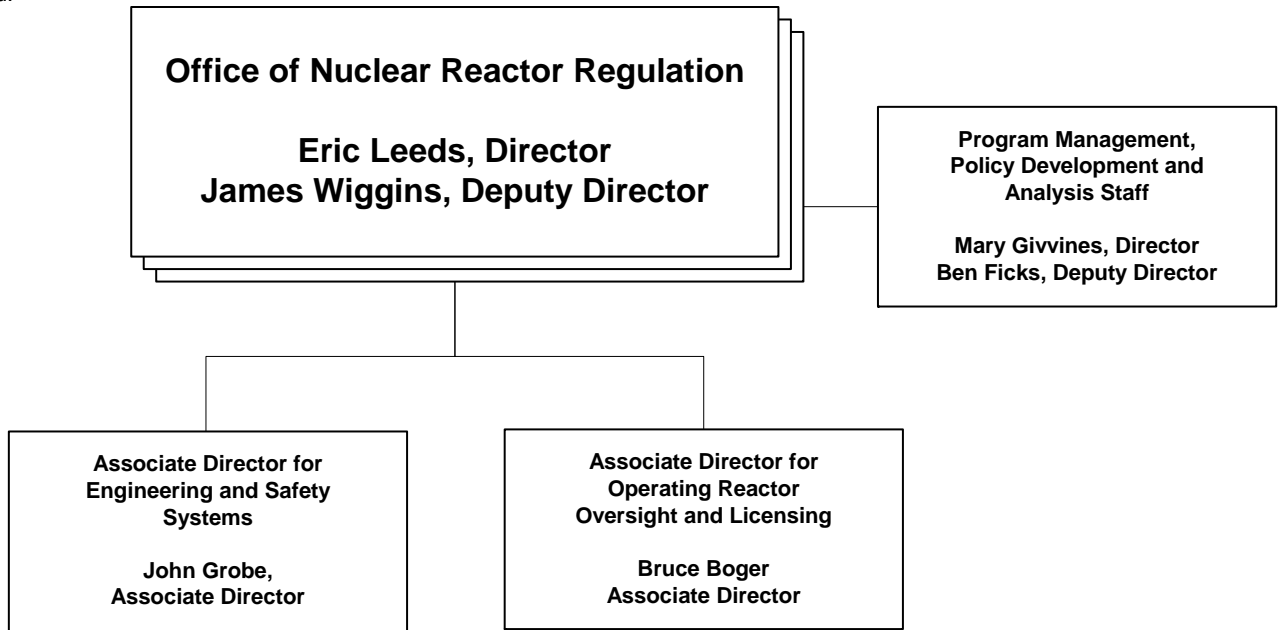 Office of Nuclear Reactor Regulation
Eric Leeds, Director
James Wiggins, Deputy Director
Program Management,
Policy Development and
Analysis Staff
Mary Givvines, Director
Ben Ficks, Deputy Director
Associate Director for
Engineering and Safety
Systems
John Grobe,
Associate Director
Associate Director for
Operating Reactor
Oversight and Licensing
Bruce Boger
Associate Director